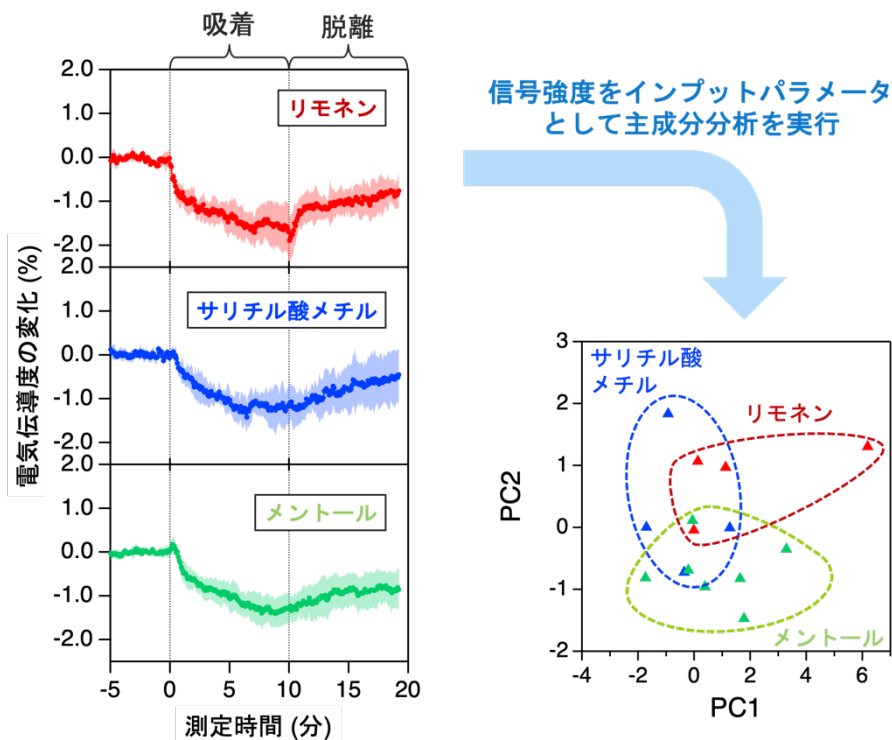 吸着
脱離
2.0
1.0
0.0
-1.0
-2.0
リモネン
2.0
1.0
0.0
-1.0
-2.0
サリチル酸メチル
2.0
1.0
0.0
-1.0
-2.0
メントール
-5
0
5
10
15
20
測定時間 (分)
電気伝導度の変化 (%)
信号強度をインプットパラメータ
として主成分分析を実行
3
2
1
0
-1
-2
PC2
サリチル酸
メチル
リモネン
メントール
-4
-2
0
2
4
6
PC1